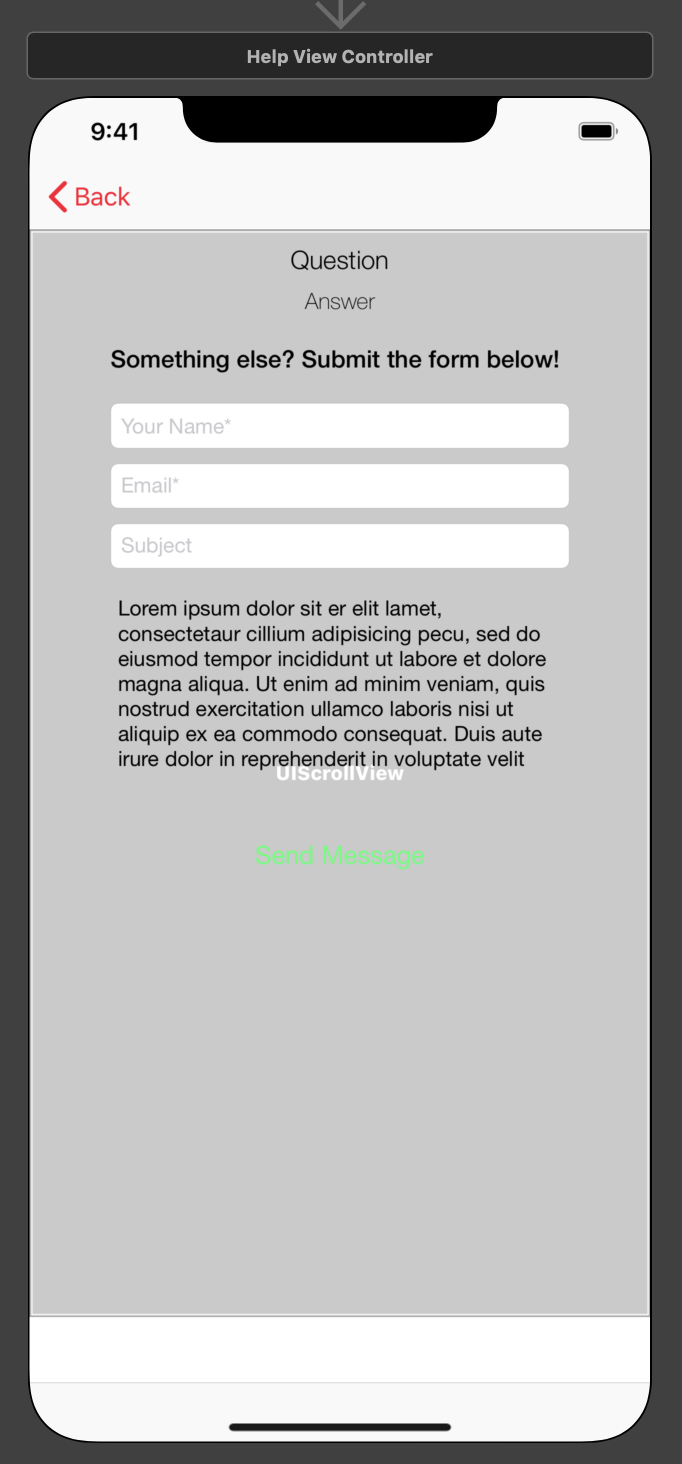 Help View Controller
9:41
Back
Question
Answer
Something else? Submit the form below!
Your Name*
Email*
Subject
Lorem ipsum dolor sit er elit lamet,
consectetaur cillium adipisicing pecu, sed do
eiusmod tempor incididunt ut labore et dolore
magna aliqua. Ut enim ad minim veniam, quis
nostrud exercitation ullamco laboris nisi ut
aliquip ex ea commodo consequat. Duis aute
irure dolor in reprehenderit in voluptate velit
UIScrollView
Send Message